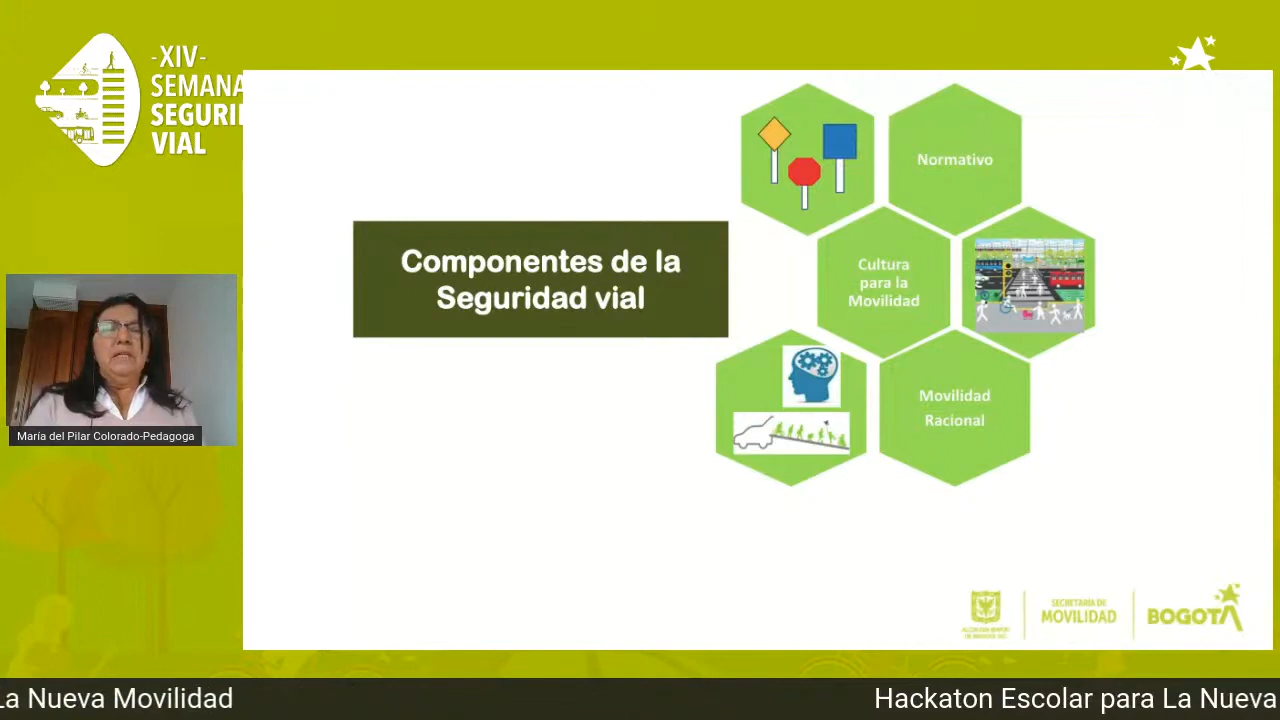 -XIV-
SEMANA
SEGURI
VIAL
Normativo
Componentes de la
Seguridad vial
Cultura
para la
Movilidad
Movilidad
Racional
María del Pilar Colorado-Pedagoga
SECRETARÍA DE
MOVILIDAD
BOGOTÁ
La Nueva Movilidad
Hackaton Escolar para La Nueva